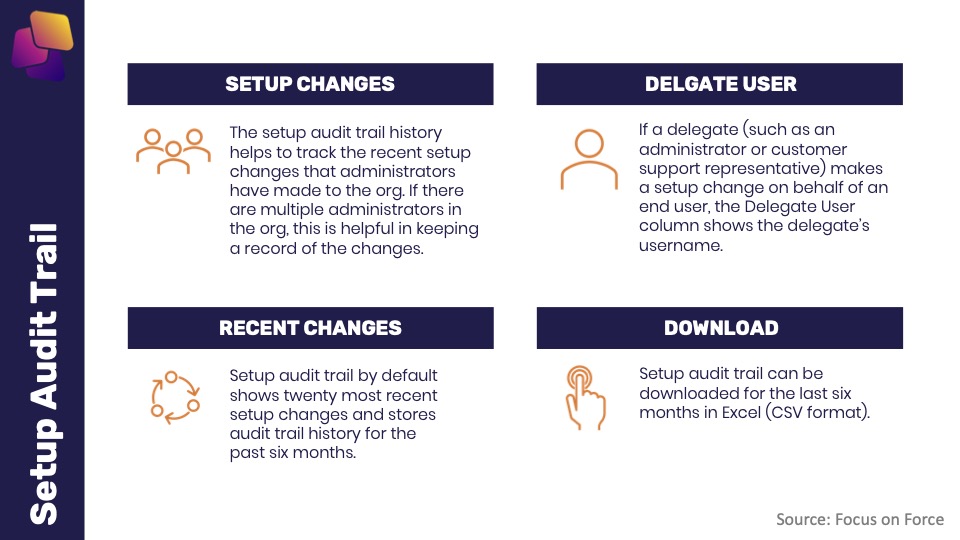 Setup Audit Trail
SETUP CHANGES
The setup audit trail history
helps to track the recent setup
changes that administrators
have made to the org. If there
are multiple administrators in
the org, this is helpful in keeping
a record of the changes.
DELGATE USER
If a delegate (such as an
administrator or customer
support representative) makes
a setup change on behalf of an
end user, the Delegate User
column shows the delegate's
username.
RECENT CHANGES
Setup audit trail by default
shows twenty most recent
setup changes and stores
audit trail history for the
past six months.
DOWNLOAD
Setup audit trail can be
downloaded for the last six
months in Excel (CSV format).
Source: Focus on Force